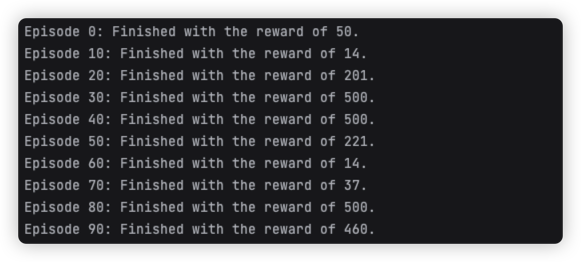 Episode 0: Finished with the reward of 50.
Episode 10: Finished with the reward of 14.
Episode 20: Finished with the reward of 201.
Episode 30: Finished with the reward of 500.
Episode 40: Finished with the reward of 500.
Episode 50: Finished with the reward of 221.
Episode 60: Finished with the reward of 14.
Episode 70: Finished with the reward of 37.
Episode 80: Finished with the reward of 500.
Episode 90: Finished with the reward of 460.